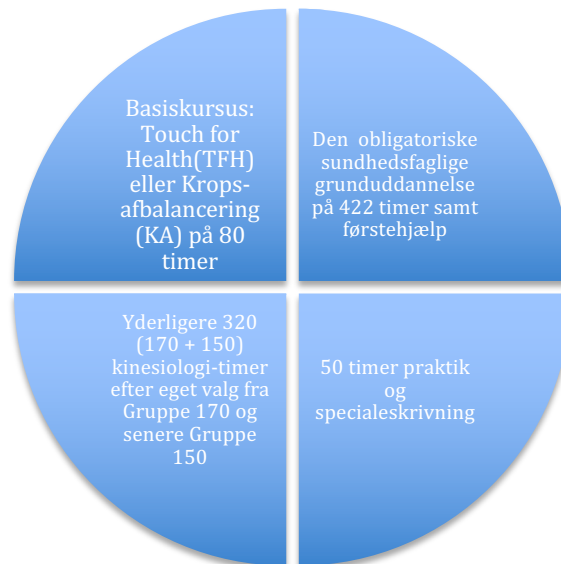 Basiskursus:
Touch for
Health(TFH)
eller Krops-
afbalancering
(KA) på 80
timer
Den obligatoriske
sundhedsfaglige
grunduddannelse
på 422 timer samt
førstehjælp
Yderligere 320
(170 + 150)
kinesiologi-timer
efter eget valg fra
Gruppe 170 og
senere Gruppe
150
50 timer praktik
og
specialeskrivning